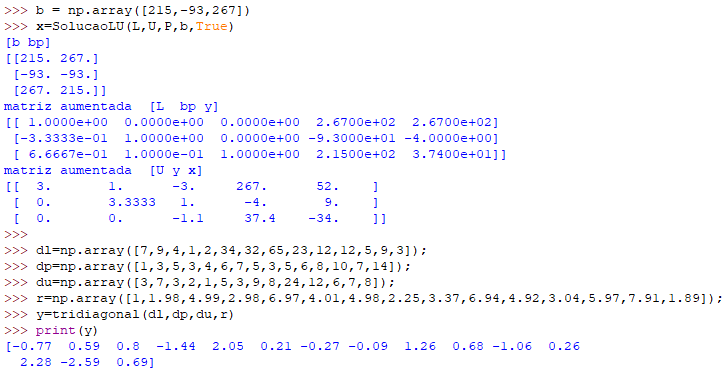 >>> b = np.array([215,-93,267])
>>> x=SolucaoLU(L,U,P,b,True)
[b bp]
[[215. 267.]
 [-93. -93.]
 [267. 215.]]
matriz aumentada  [L  bp y]
[[ 1.0000e+00  0.0000e+00  0.0000e+00  2.6700e+02  2.6700e+02]
 [-3.3333e-01  1.0000e+00  0.0000e+00 -9.3000e+01 -4.0000e+00]
 [ 6.6667e-01  1.0000e-01  1.0000e+00  2.1500e+02  3.7400e+01]]
matriz aumentada  [U y x]
[[  3.       1.      -3.     267.      52.    ]
 [  0.       3.3333   1.      -4.       9.    ]
 [  0.       0.      -1.1     37.4    -34.    ]]
>>>
>>> dl=np.array([7,9,4,1,2,34,32,65,23,12,12,5,9,3]);
>>> dp=np.array([1,3,5,3,4,6,7,5,3,5,6,8,10,7,14]);
>>> du=np.array([3,7,3,2,1,5,3,9,8,24,12,6,7,8]);
>>> r=np.array([1,1.98,4.99,2.98,6.97,4.01,4.98,2.25,3.37,6.94,4.92,3.04,5.97,7.91,1.89]);
>>> y=tridiagonal(dl,dp,du,r)
>>> print(y)
[-0.77  0.59  0.8  -1.44  2.05  0.21 -0.27 -0.09  1.26  0.68 -1.06  0.26
  2.28 -2.59  0.69]